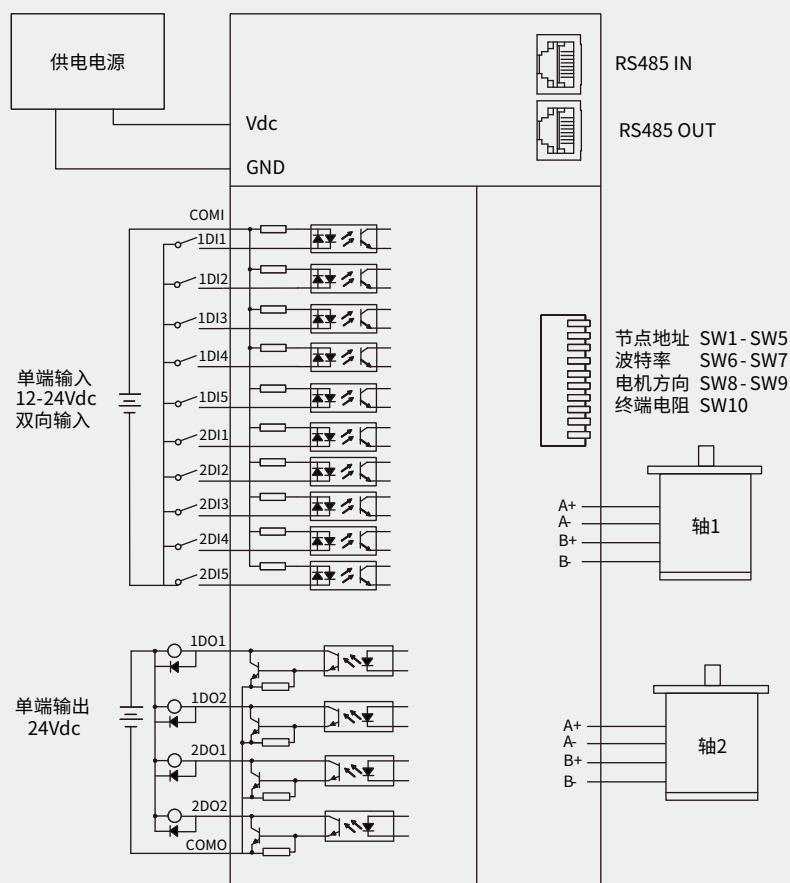 供电电源
Vdc
GND
RS485 IN
RS485 OUT
COMI
1DI1
1DI2
1DI3
1DI4
1DI5
2DI1
2DI2
2DI3
2DI4
2DI5
单端输入
12-24Vdc
双向输入
节点地址 SW1-SW5
波特率 SW6-SW7
电机方向 SW8-SW9
终端电阻 SW10
A+
A-
B+
B-
轴1
1DO1
1DO2
2DO1
2DO2
COMO
单端输出
24Vdc
A+
A-
B+
B-
轴2